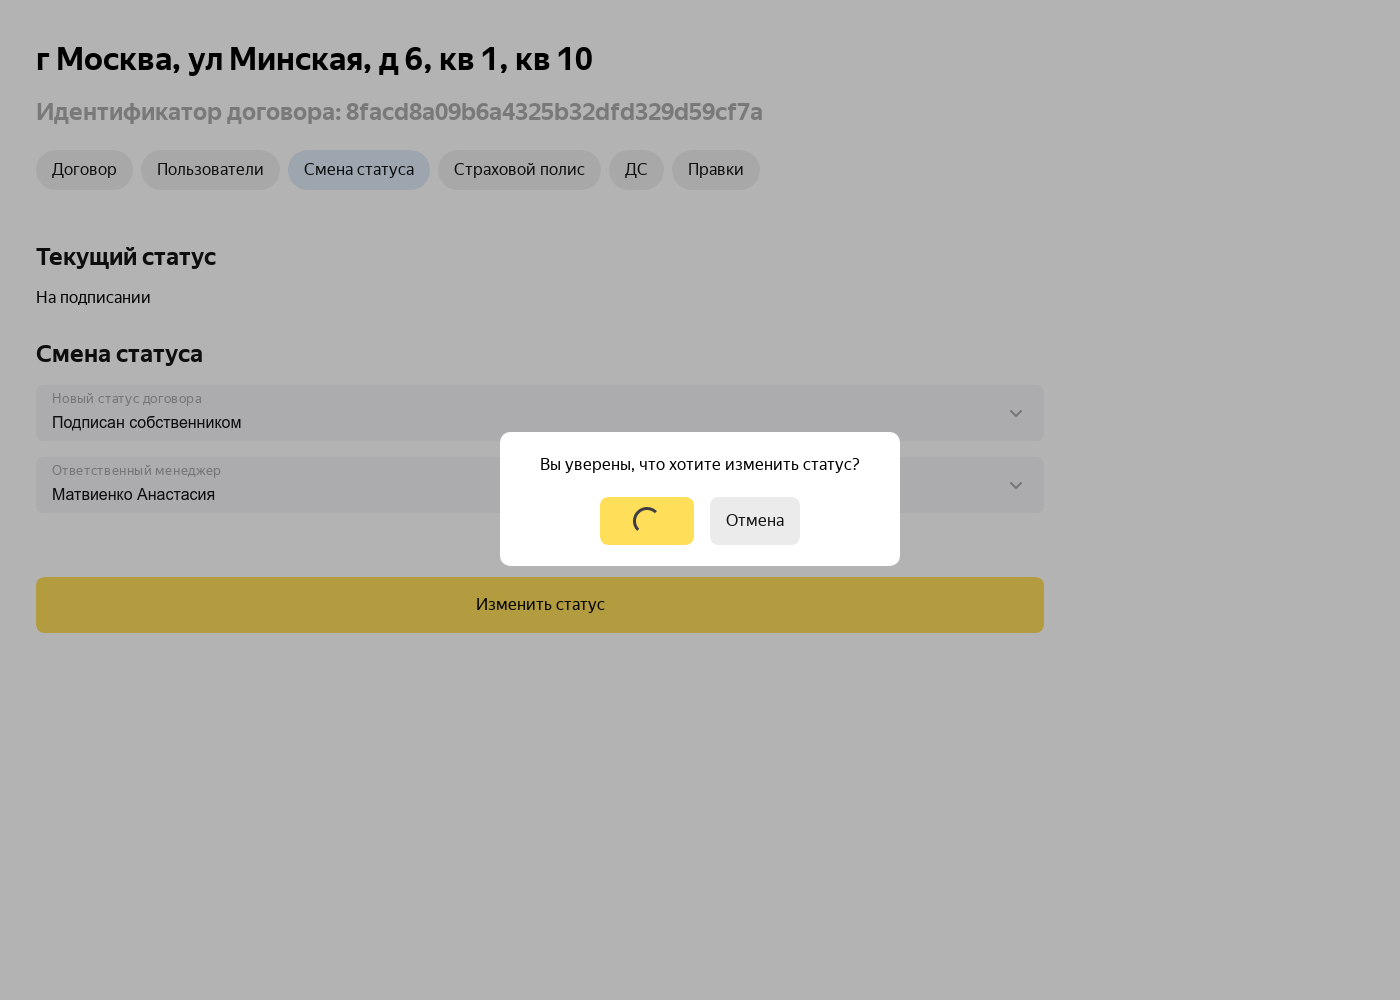 г Москва, ул Минская, д 6, кв 1, кв 10
Идентификатор договора: 8facd8a09b6a4325b32dfd329d59cf7a
Договор
Пользователи
Смена статуса
Страховой полис
ДС
Правки
Текущий статус
На подписании
Смена статуса
Новый статус договора
Подписан собственником
Ответственный менеджер
Матвиенко Анастасия
Вы уверены, что хотите изменить статус?
Отмена
Изменить статус